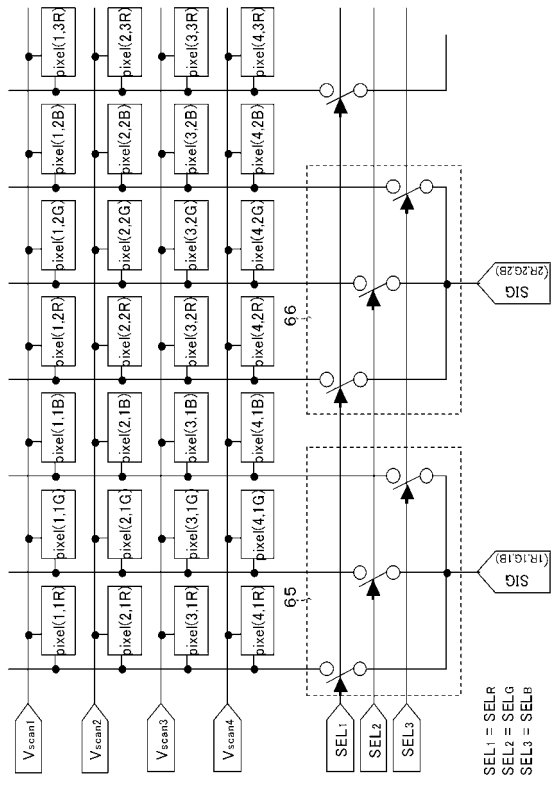 Vscan1 pixel(1,1R) pixel(1,1G) pixel(1,1B) pixel(1,2R) pixel(1,2G) pixel(1,2B) pixel(1,3R)
Vscan2 pixel(2,1R) pixel(2,1G) pixel(2,1B) pixel(2,2R) pixel(2,2G) pixel(2,2B) pixel(2,3R)
Vscan3 pixel(3,1R) pixel(3,1G) pixel(3,1B) pixel(3,2R) pixel(3,2G) pixel(3,2B) pixel(3,3R)
Vscan4 pixel(4,1R) pixel(4,1G) pixel(4,1B) pixel(4,2R) pixel(4,2G) pixel(4,2B) pixel(4,3R)
65 66
SEL1
SEL2
SEL3
SIG
(1R,1G,1B)
SIG
(2R,2G,2B)
SEL1 = SELR
SEL2 = SELG
SEL3 = SELB